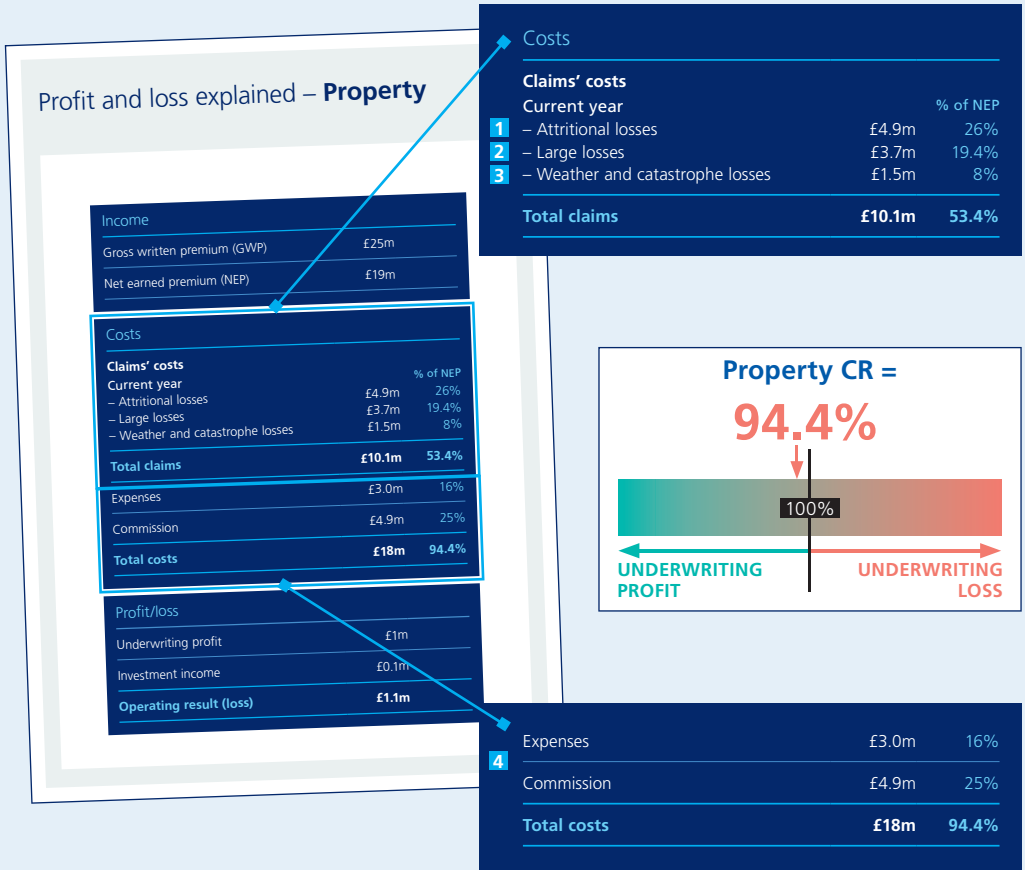 Profit and loss explained – Property
Income
Gross written premium (GWP) £25m
Net earned premium (NEP) £19m
Costs
Claims’ costs
Current year % of NEP
– Attritional losses £4.9m 26%
– Large losses £3.7m 19.4%
– Weather and catastrophe losses £1.5m 8%
Total claims £10.1m 53.4%
Expenses £3.0m 16%
Commission £4.9m 25%
Total costs £18m 94.4%
Profit/loss
Underwriting profit £1m
Investment income £0.1m
Operating result (loss) £1.1m
Costs
Claims’ costs
Current year % of NEP
1 – Attritional losses £4.9m 26%
2 – Large losses £3.7m 19.4%
3 – Weather and catastrophe losses £1.5m 8%
Total claims £10.1m 53.4%
Property CR =
94.4%
100%
UNDERWRITING PROFIT
UNDERWRITING LOSS
Expenses £3.0m 16%
4
Commission £4.9m 25%
Total costs £18m 94.4%